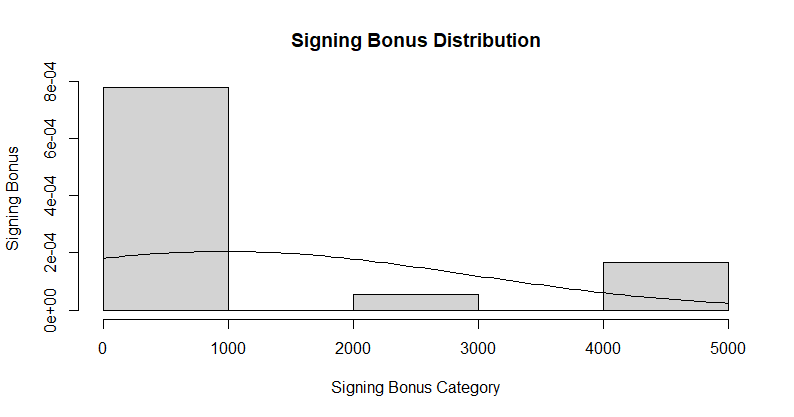 Signing Bonus Distribution
Signing Bonus
8e-04
6e-04
4e-04
2e-04
0e+00
0 1000 2000 3000 4000 5000
Signing Bonus Category